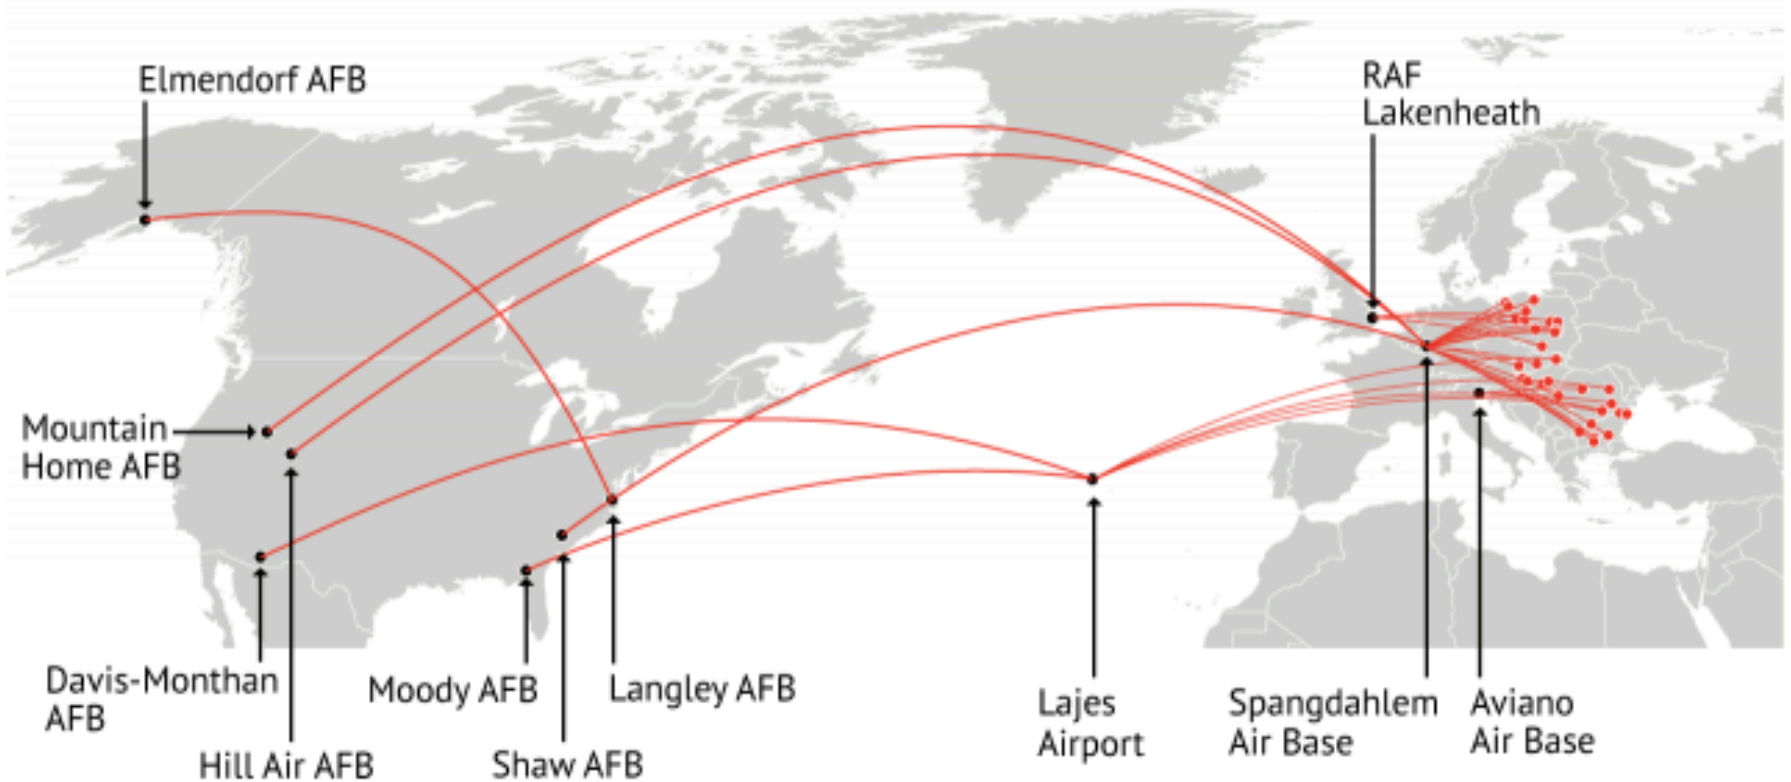 Elmendorf AFB
RAF
Lakenheath
Mountain
Home AFB
Davis-Monthan
AFB
Hill Air AFB
Moody AFB
Shaw AFB
Langley AFB
Lajes
Airport
Spangdahlem
Air Base
Aviano
Air Base